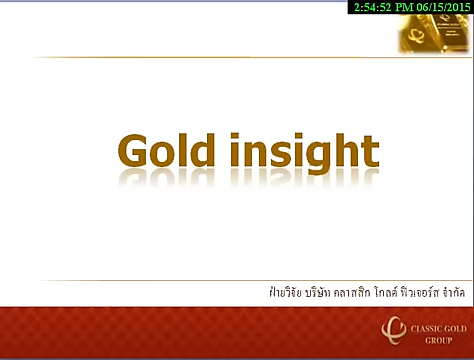 2:54:52 PM 06/15/2015
Gold insight
ฝ่ายวิจัย บริษัท คลาสสิก โกลด์ ฟิวเจอร์ส จำกัด
CLASSIC GOLD
GROUP